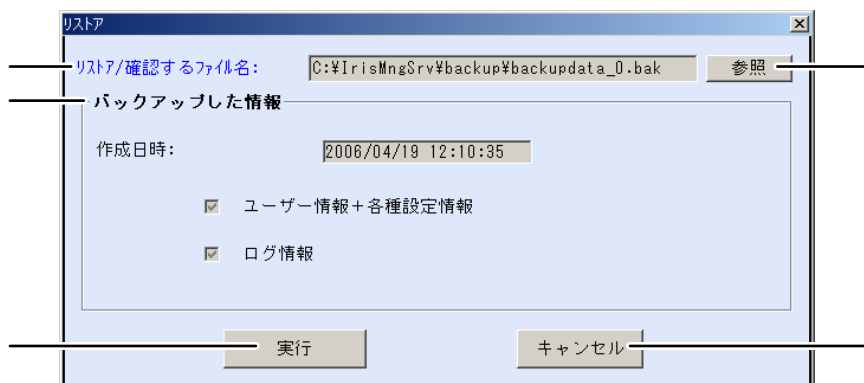 リストア
リストア/確認するファイル名: C:¥IrisMngSrv¥backup¥backupdata_0.bak 参照
バックアップした情報
作成日時: 2006/04/19 12:10:35
ユーザー情報+各種設定情報
ログ情報
実行 キャンセル